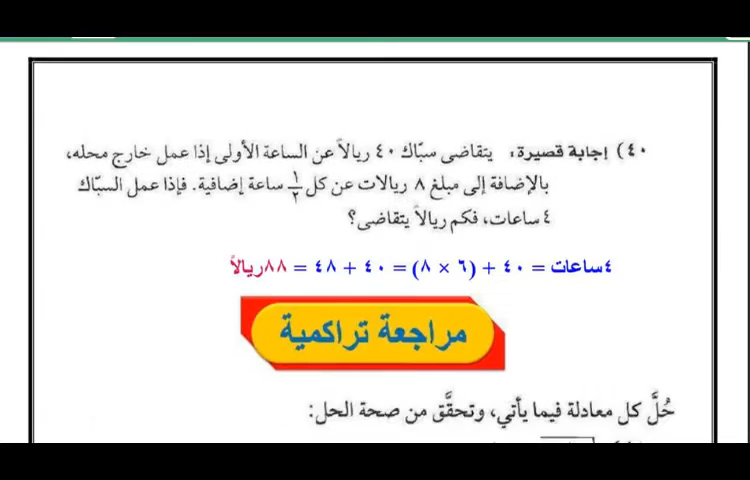 ٤٠) إجابة قصيرة: يتقاضى سبّاك ٤٠ ريالاً عن الساعة الأولى إذا عمل خارج محله،
بالإضافة إلى مبلغ ٨ ريالات عن كل ١/٢ ساعة إضافية. فإذا عمل السبّاك
٤ ساعات، فكم ريالاً يتقاضى؟
٤ساعات = ٤٠ + (٦ × ٨) = ٤٠ + ٤٨ = ٨٨ريالاً
مراجعة تراكمية
حُلَّ كل معادلة فيما يأتي، وتحقَّق من صحة الحل: